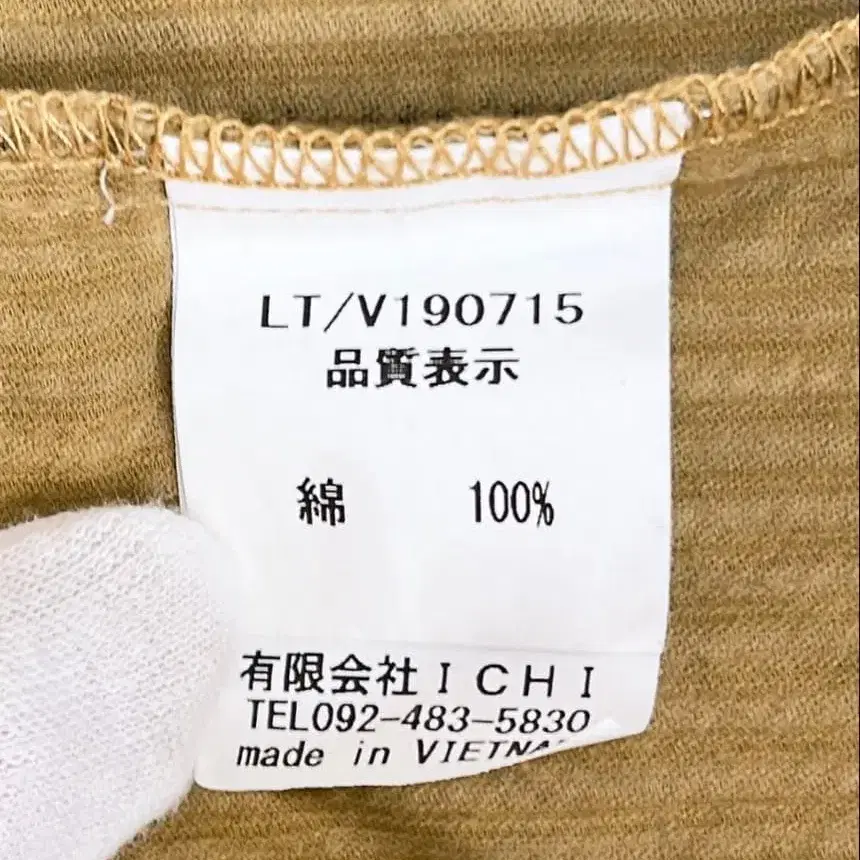 LT/V190715
品質表示
綿 100%
有限会社ICHI
TEL092-483-5830
made in VIETNA